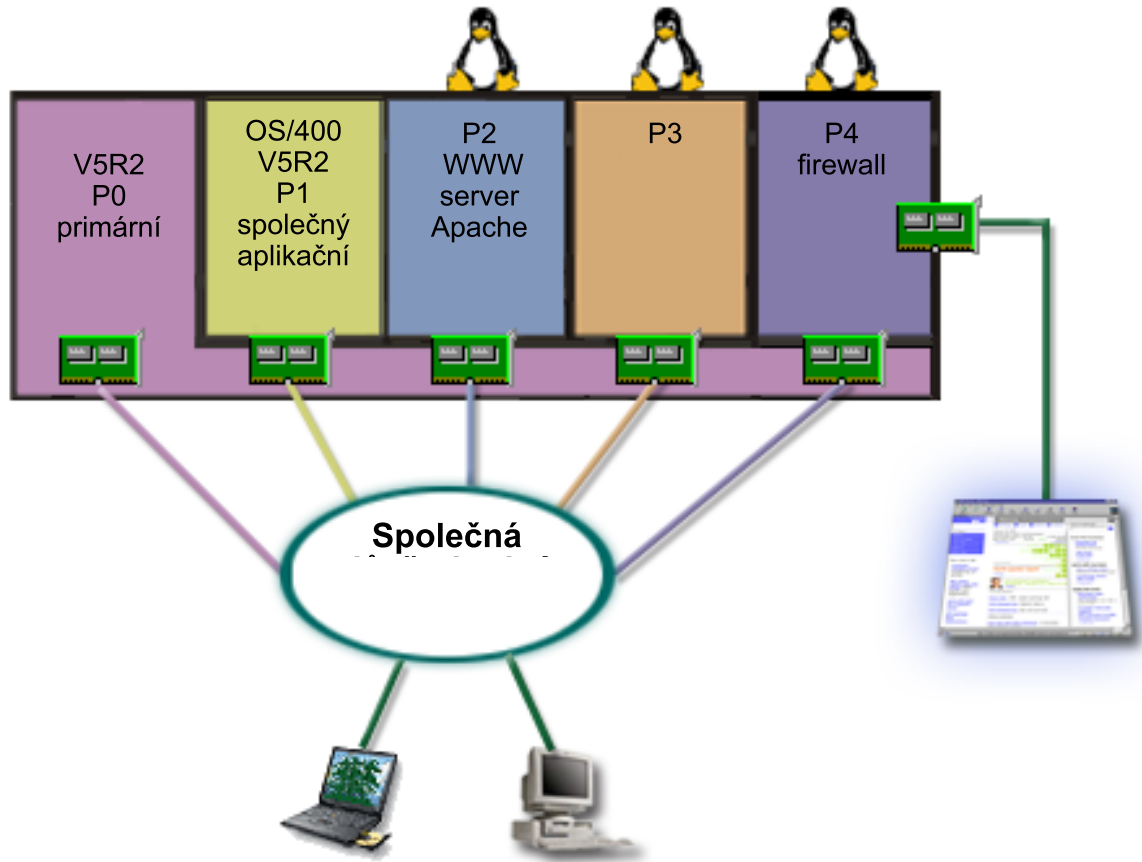 V5R2
P0
primární
OS/400
V5R2
P1
společný
aplikační
P2
WWW
server
Apache
P3
P4
firewall
Společná